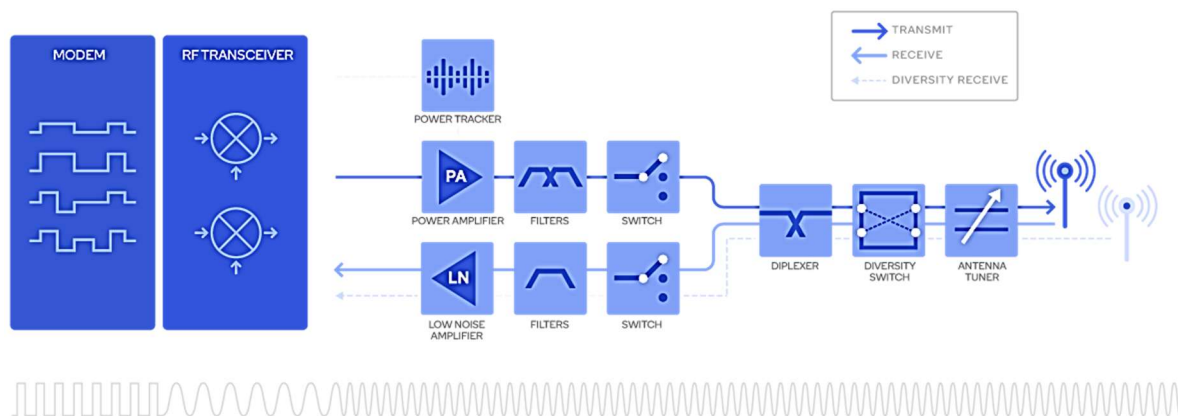 MODEM
RF TRANSCEIVER
TRANSMIT
RECEIVE
DIVERSITY RECEIVE
POWER TRACKER
PA
POWER AMPLIFIER
FILTERS
SWITCH
DIPLEXER
DIVERSITY
SWITCH
ANTENNA
TUNER
LN
LOW NOISE
AMPLIFIER
FILTERS
SWITCH